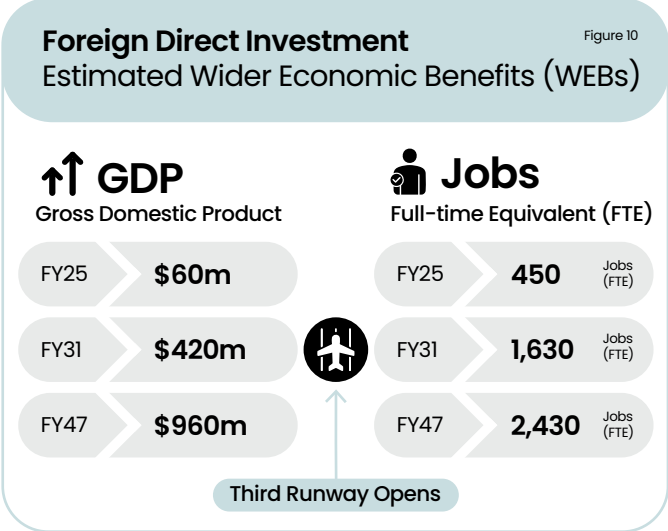 Foreign Direct Investment
Figure 10
Estimated Wider Economic Benefits (WEBs)
GDP
Gross Domestic Product
FY25
$60m
FY31
$420m
FY47
$960m
Jobs
Full-time Equivalent (FTE)
FY25
450
Jobs
(FTE)
FY31
1,630
Jobs
(FTE)
FY47
2,430
Jobs
(FTE)
Third Runway Opens